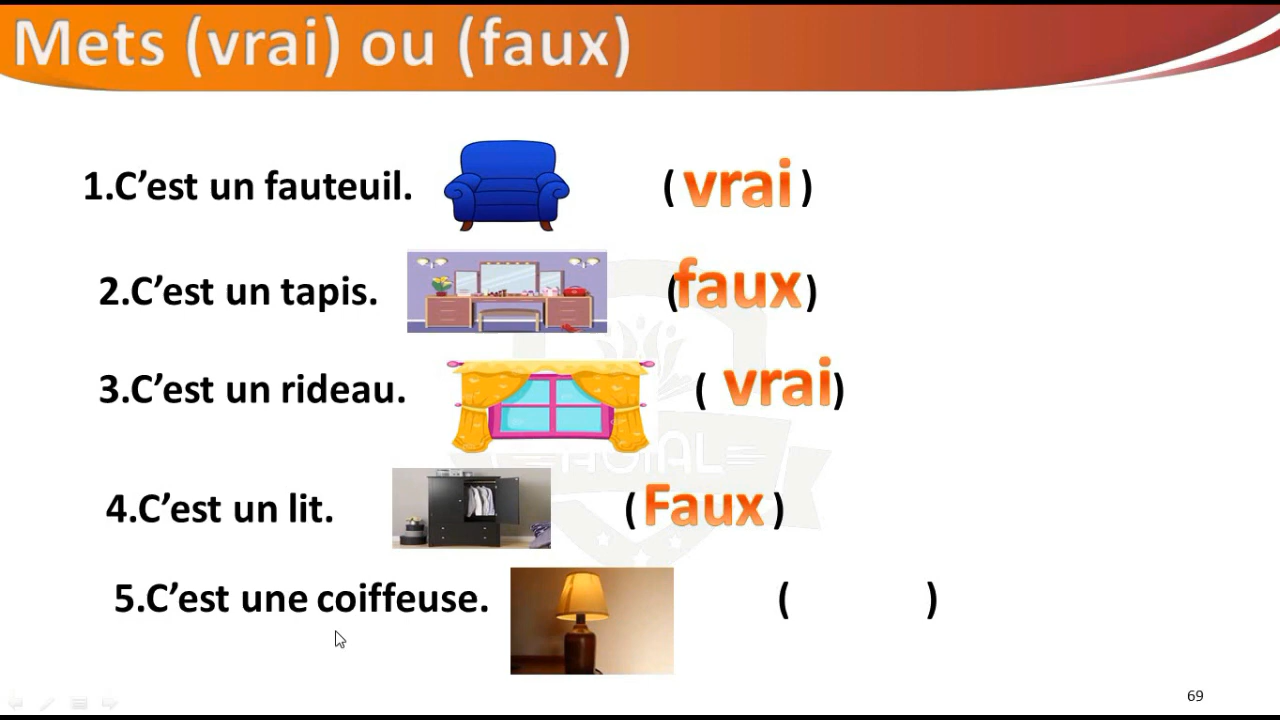 Mets (vrai) ou (faux)
1.C’est un fauteuil. ( vrai )
2.C’est un tapis. (faux)
3.C’est un rideau. ( vrai)
4.C’est un lit. ( Faux )
5.C’est une coiffeuse. ( )
69